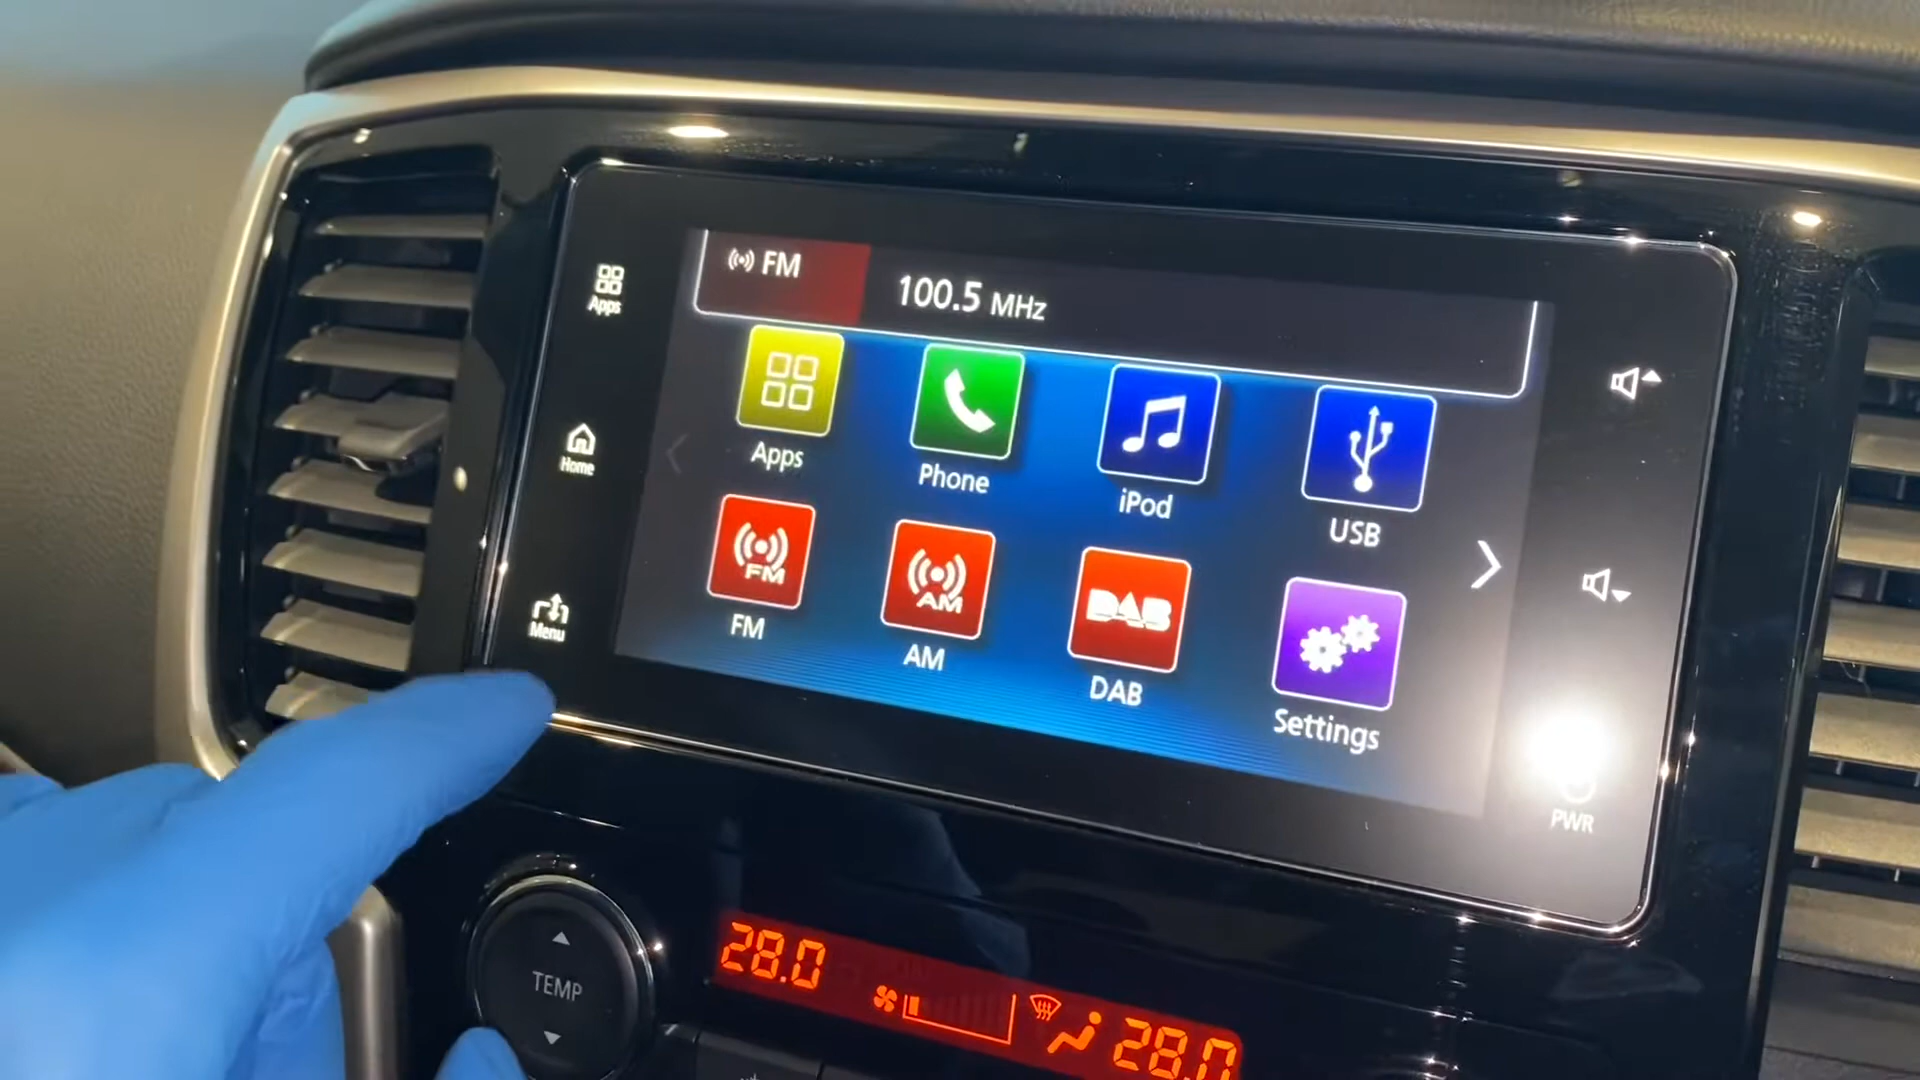 FM
100.5 MHz
Apps
Home
Menu
Apps
Phone
iPod
USB
FM
AM
DAB
FM
AM
DAB
Settings
PWR
TEMP
28.0
28.0